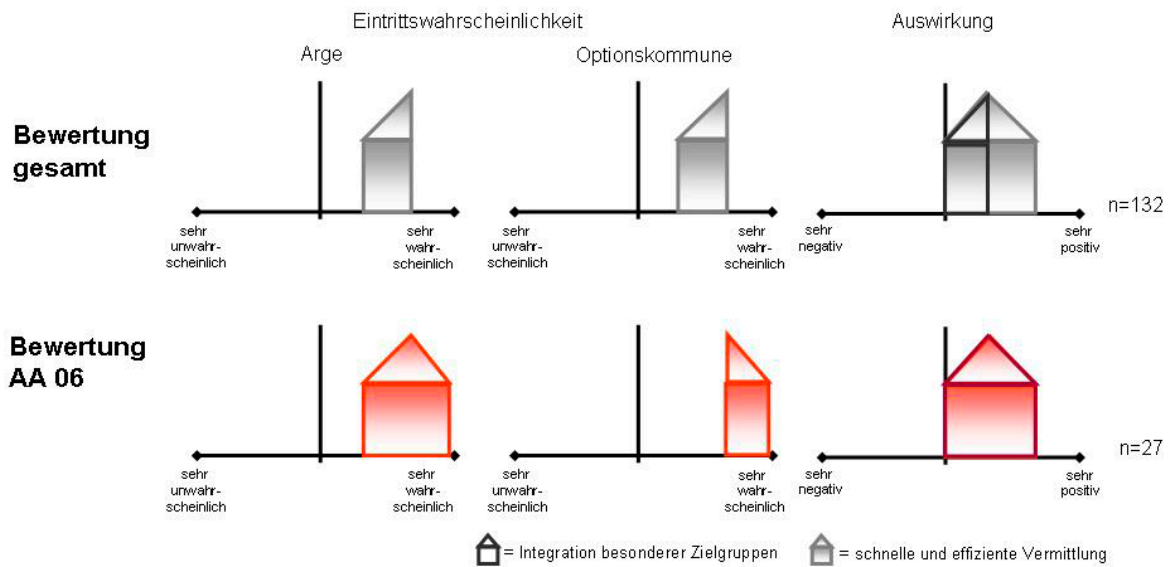 Eintrittswahrscheinlichkeit
Auswirkung
Arge
Optionskommune
Bewertung
gesamt
sehr
unwahr-
scheinlich
sehr
wahr-
scheinlich
sehr
unwahr-
scheinlich
sehr
wahr-
scheinlich
sehr
negativ
sehr
positiv
n=132
Bewertung
AA 06
sehr
unwahr-
scheinlich
sehr
wahr-
scheinlich
sehr
unwahr-
scheinlich
sehr
wahr-
scheinlich
sehr
negativ
sehr
positiv
n=27
= Integration besonderer Zielgruppen
= schnelle und effiziente Vermittlung